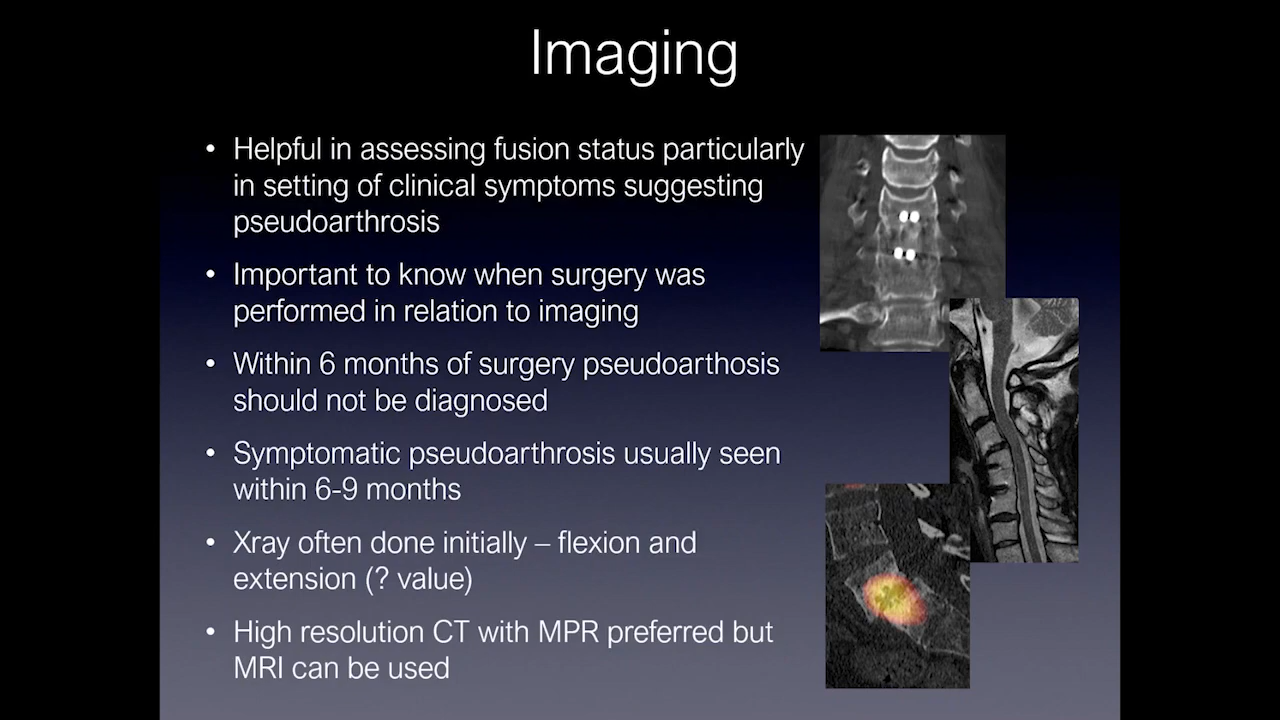 Imaging
• Helpful in assessing fusion status particularly
in setting of clinical symptoms suggesting
pseudoarthrosis
• Important to know when surgery was
performed in relation to imaging
• Within 6 months of surgery pseudoarthosis
should not be diagnosed
• Symptomatic pseudoarthrosis usually seen
within 6-9 months
• Xray often done initially – flexion and
extension (? value)
• High resolution CT with MPR preferred but
MRI can be used